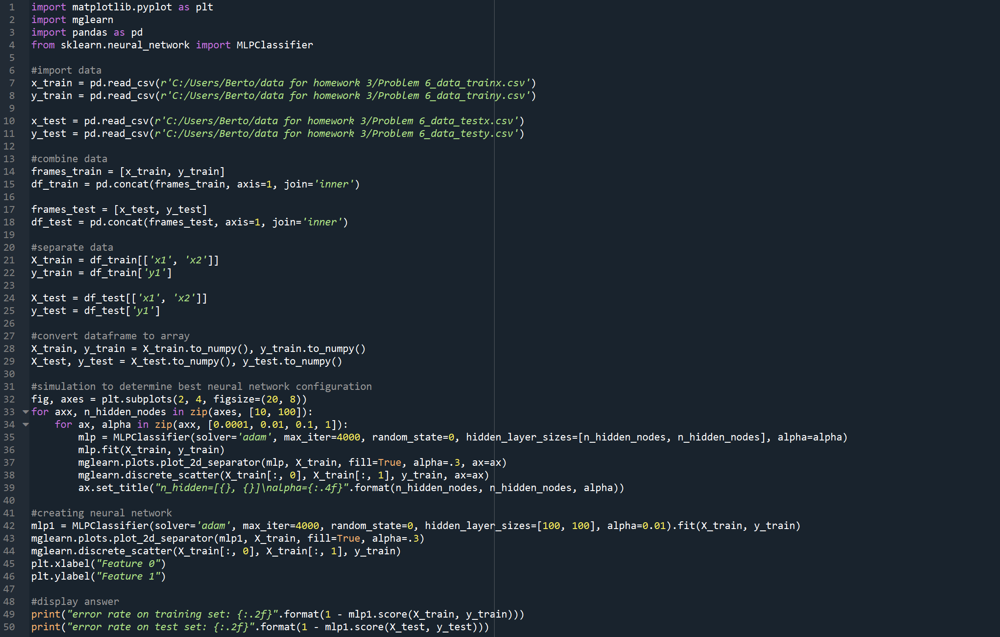 1 import matplotlib.pyplot as plt
2 import mglearn
3 import pandas as pd
4 from sklearn.neural_network import MLPClassifier
5
6 #import data
7 x_train = pd.read_csv(r'C:/Users/Berto/data for homework 3/Problem 6_data_trainx.csv')
8 y_train = pd.read_csv(r'C:/Users/Berto/data for homework 3/Problem 6_data_trainy.csv')
9
10 x_test = pd.read_csv(r'C:/Users/Berto/data for homework 3/Problem 6_data_testx.csv')
11 y_test = pd.read_csv(r'C:/Users/Berto/data for homework 3/Problem 6_data_testy.csv')
12
13 #combine data
14 frames_train = [x_train, y_train]
15 df_train = pd.concat(frames_train, axis=1, join='inner')
16
17 frames_test = [x_test, y_test]
18 df_test = pd.concat(frames_test, axis=1, join='inner')
19
20 #separate data
21 X_train = df_train[['x1', 'x2']]
22 y_train = df_train['y1']
23
24 X_test = df_test[['x1', 'x2']]
25 y_test = df_test['y1']
26
27 #convert dataframe to array
28 X_train, y_train = X_train.to_numpy(), y_train.to_numpy()
29 X_test, y_test = X_test.to_numpy(), y_test.to_numpy()
30
31 #simulation to determine best neural network configuration
32 fig, axes = plt.subplots(2, 4, figsize=(20, 8))
33 for axx, n_hidden_nodes in zip(axes, [10, 100]):
34     for ax, alpha in zip(axx, [0.0001, 0.01, 0.1, 1]):
35         mlp = MLPClassifier(solver='adam', max_iter=4000, random_state=0, hidden_layer_sizes=[n_hidden_nodes, n_hidden_nodes], alpha=alpha)
36         mlp.fit(X_train, y_train)
37         mglearn.plots.plot_2d_separator(mlp, X_train, fill=True, alpha=.3, ax=ax)
38         mglearn.discrete_scatter(X_train[:, 0], X_train[:, 1], y_train, ax=ax)
39         ax.set_title("n_hidden=[{}, {}]\nalpha={:.4f}".format(n_hidden_nodes, n_hidden_nodes, alpha))
40
41 #creating neural network
42 mlp1 = MLPClassifier(solver='adam', max_iter=4000, random_state=0, hidden_layer_sizes=[100, 100], alpha=0.01).fit(X_train, y_train)
43 mglearn.plots.plot_2d_separator(mlp1, X_train, fill=True, alpha=.3)
44 mglearn.discrete_scatter(X_train[:, 0], X_train[:, 1], y_train)
45 plt.xlabel("Feature 0")
46 plt.ylabel("Feature 1")
47
48 #display answer
49 print("error rate on training set: {:.2f}".format(1 - mlp1.score(X_train, y_train)))
50 print("error rate on test set: {:.2f}".format(1 - mlp1.score(X_test, y_test)))